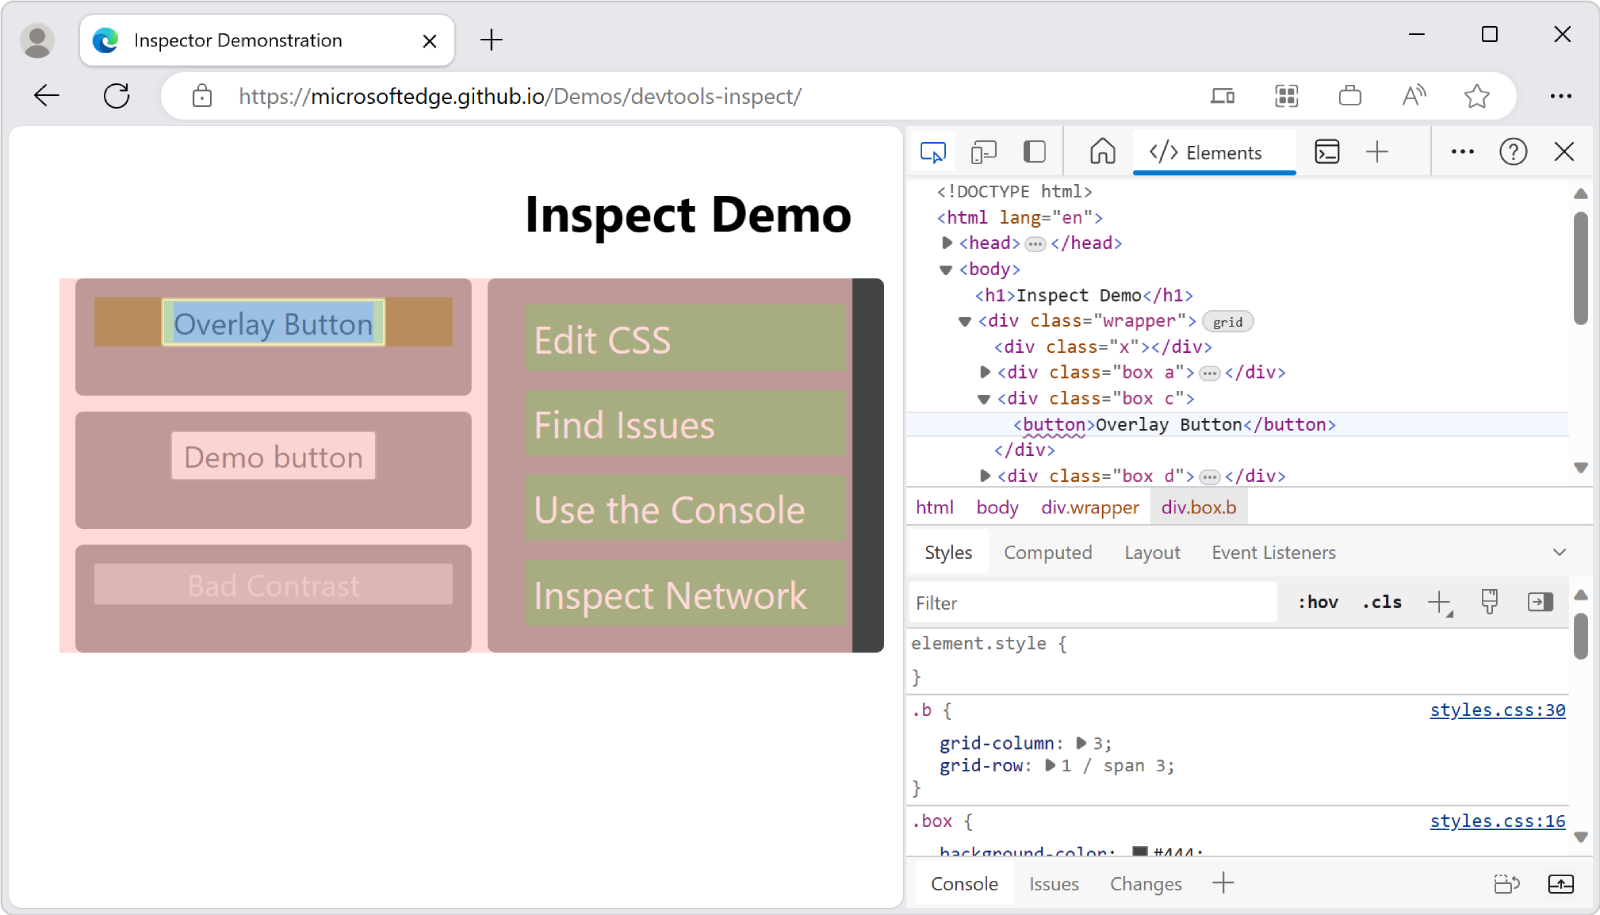 Inspector Demonstration
https://microsoftedge.github.io/Demos/devtools-inspect/
Inspect Demo
Overlay Button
Demo button
Bad Contrast
Edit CSS
Find Issues
Use the Console
Inspect Network
</> Elements
<!DOCTYPE html>
<html lang="en">
<head>…</head>
<body>
<h1>Inspect Demo</h1>
<div class="wrapper"> grid
<div class="x"></div>
<div class="box a">…</div>
<div class="box c">
<button>Overlay Button</button>
</div>
<div class="box d">…</div>
html body div.wrapper div.box.b
Styles Computed Layout Event Listeners
Filter :hov .cls
element.style {
}
.b { styles.css:30
grid-column: 3;
grid-row: 1 / span 3;
}
.box { styles.css:16
background-color: #444;
Console Issues Changes